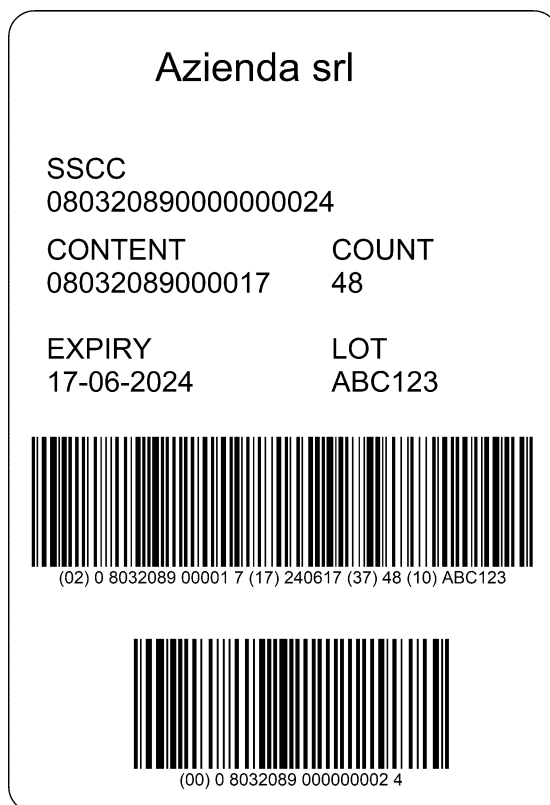 Azienda srl
SSCC
080320890000000024
CONTENT COUNT
08032089000017 48
EXPIRY LOT
17-06-2024 ABC123
(02) 0 8032089 00001 7 (17) 240617 (37) 48 (10) ABC123
(00) 0 8032089 000000002 4